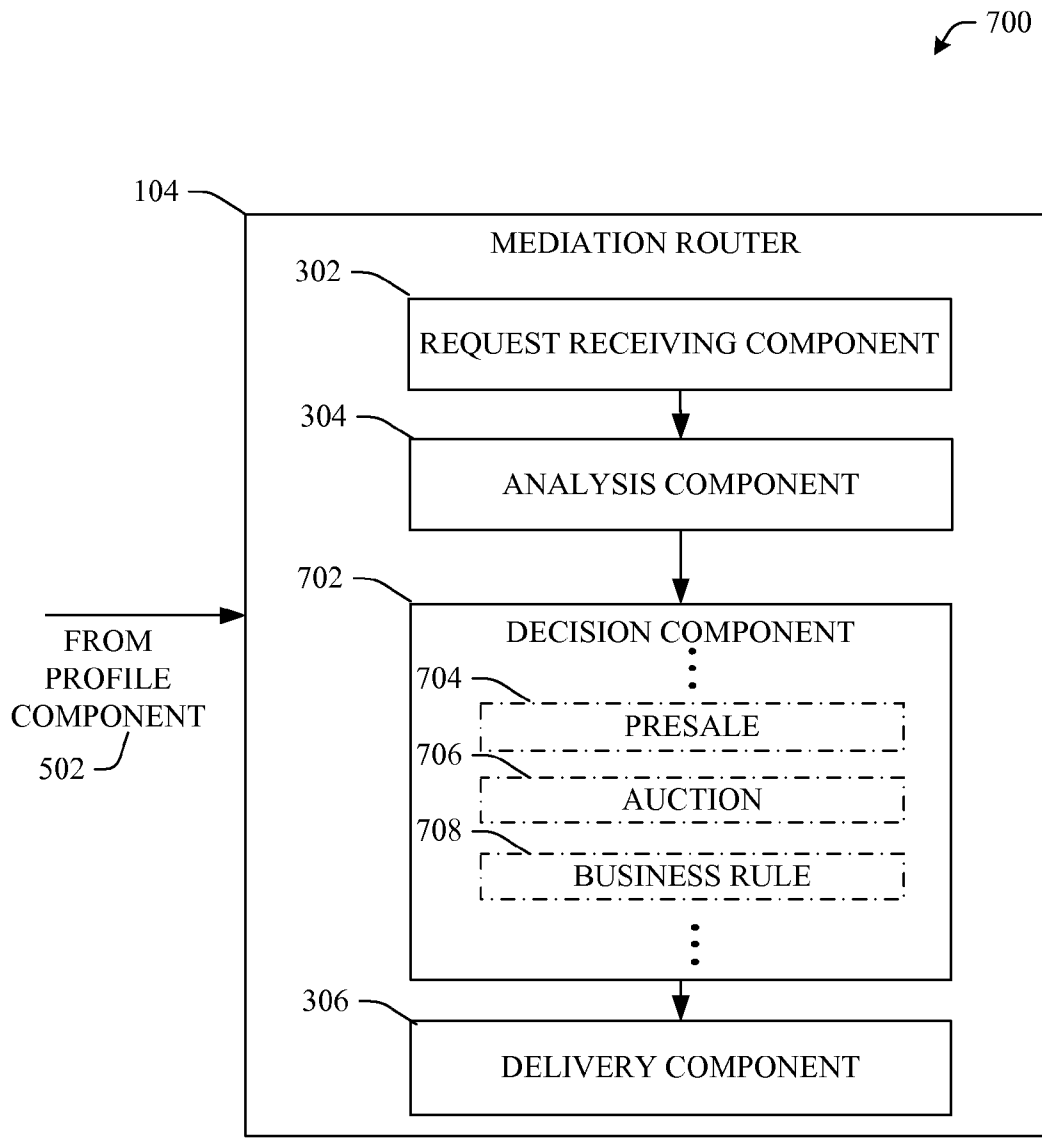 700
104
MEDIATION ROUTER
302
REQUEST RECEIVING COMPONENT
304
ANALYSIS COMPONENT
702
DECISION COMPONENT
FROM
PROFILE
COMPONENT
502
704
PRESALE
706
AUCTION
708
BUSINESS RULE
306
DELIVERY COMPONENT